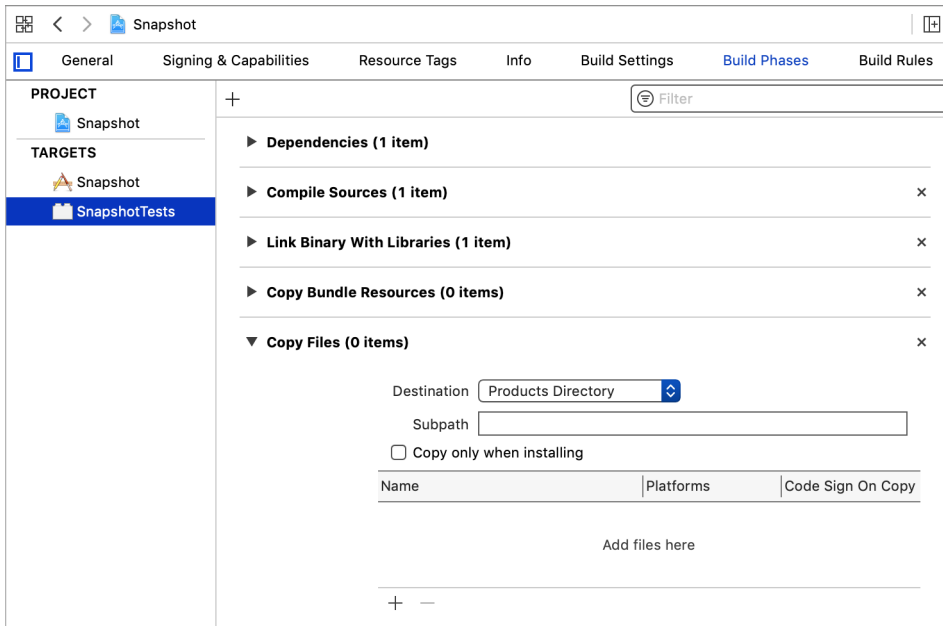 Snapshot
General Signing & Capabilities Resource Tags Info Build Settings Build Phases Build Rules
PROJECT
Snapshot
TARGETS
Snapshot
SnapshotTests
Filter
Dependencies (1 item)
Compile Sources (1 item)
Link Binary With Libraries (1 item)
Copy Bundle Resources (0 items)
Copy Files (0 items)
Destination Products Directory
Subpath
Copy only when installing
Name Platforms Code Sign On Copy
Add files here